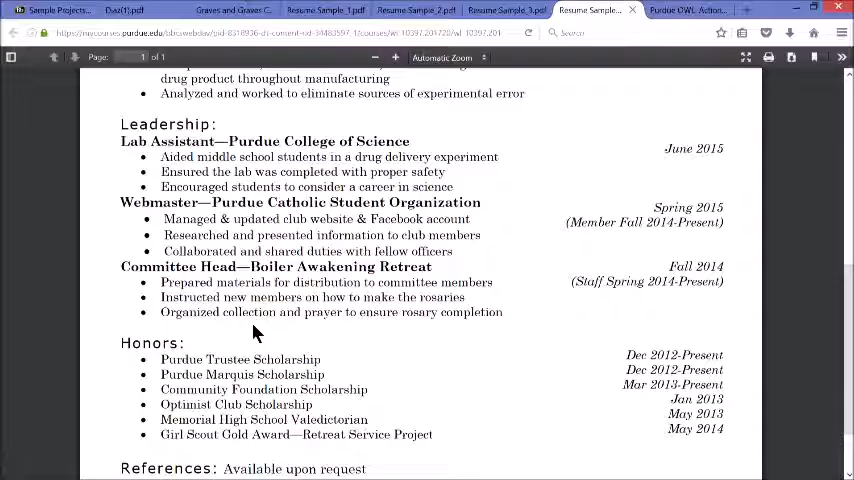 Sample Projects...
Diaz(1).pdf
Graves and Graves C...
Resume Sample_1.pdf
Resume Sample_2.pdf
Resume Sample_3.pdf
Resume Sample...
Purdue OWL: Action...
Search
Page: 1 of 1
Automatic Zoom
drug product throughout manufacturing
• Analyzed and worked to eliminate sources of experimental error
Leadership:
Lab Assistant—Purdue College of Science June 2015
• Aided middle school students in a drug delivery experiment
• Ensured the lab was completed with proper safety
• Encouraged students to consider a career in science
Webmaster—Purdue Catholic Student Organization Spring 2015
• Managed & updated club website & Facebook account (Member Fall 2014-Present)
• Researched and presented information to club members
• Collaborated and shared duties with fellow officers
Committee Head—Boiler Awakening Retreat Fall 2014
• Prepared materials for distribution to committee members (Staff Spring 2014-Present)
• Instructed new members on how to make the rosaries
• Organized collection and prayer to ensure rosary completion
Honors:
• Purdue Trustee Scholarship Dec 2012-Present
• Purdue Marquis Scholarship Dec 2012-Present
• Community Foundation Scholarship Mar 2013-Present
• Optimist Club Scholarship Jan 2013
• Memorial High School Valedictorian May 2013
• Girl Scout Gold Award—Retreat Service Project May 2014
References: Available upon request